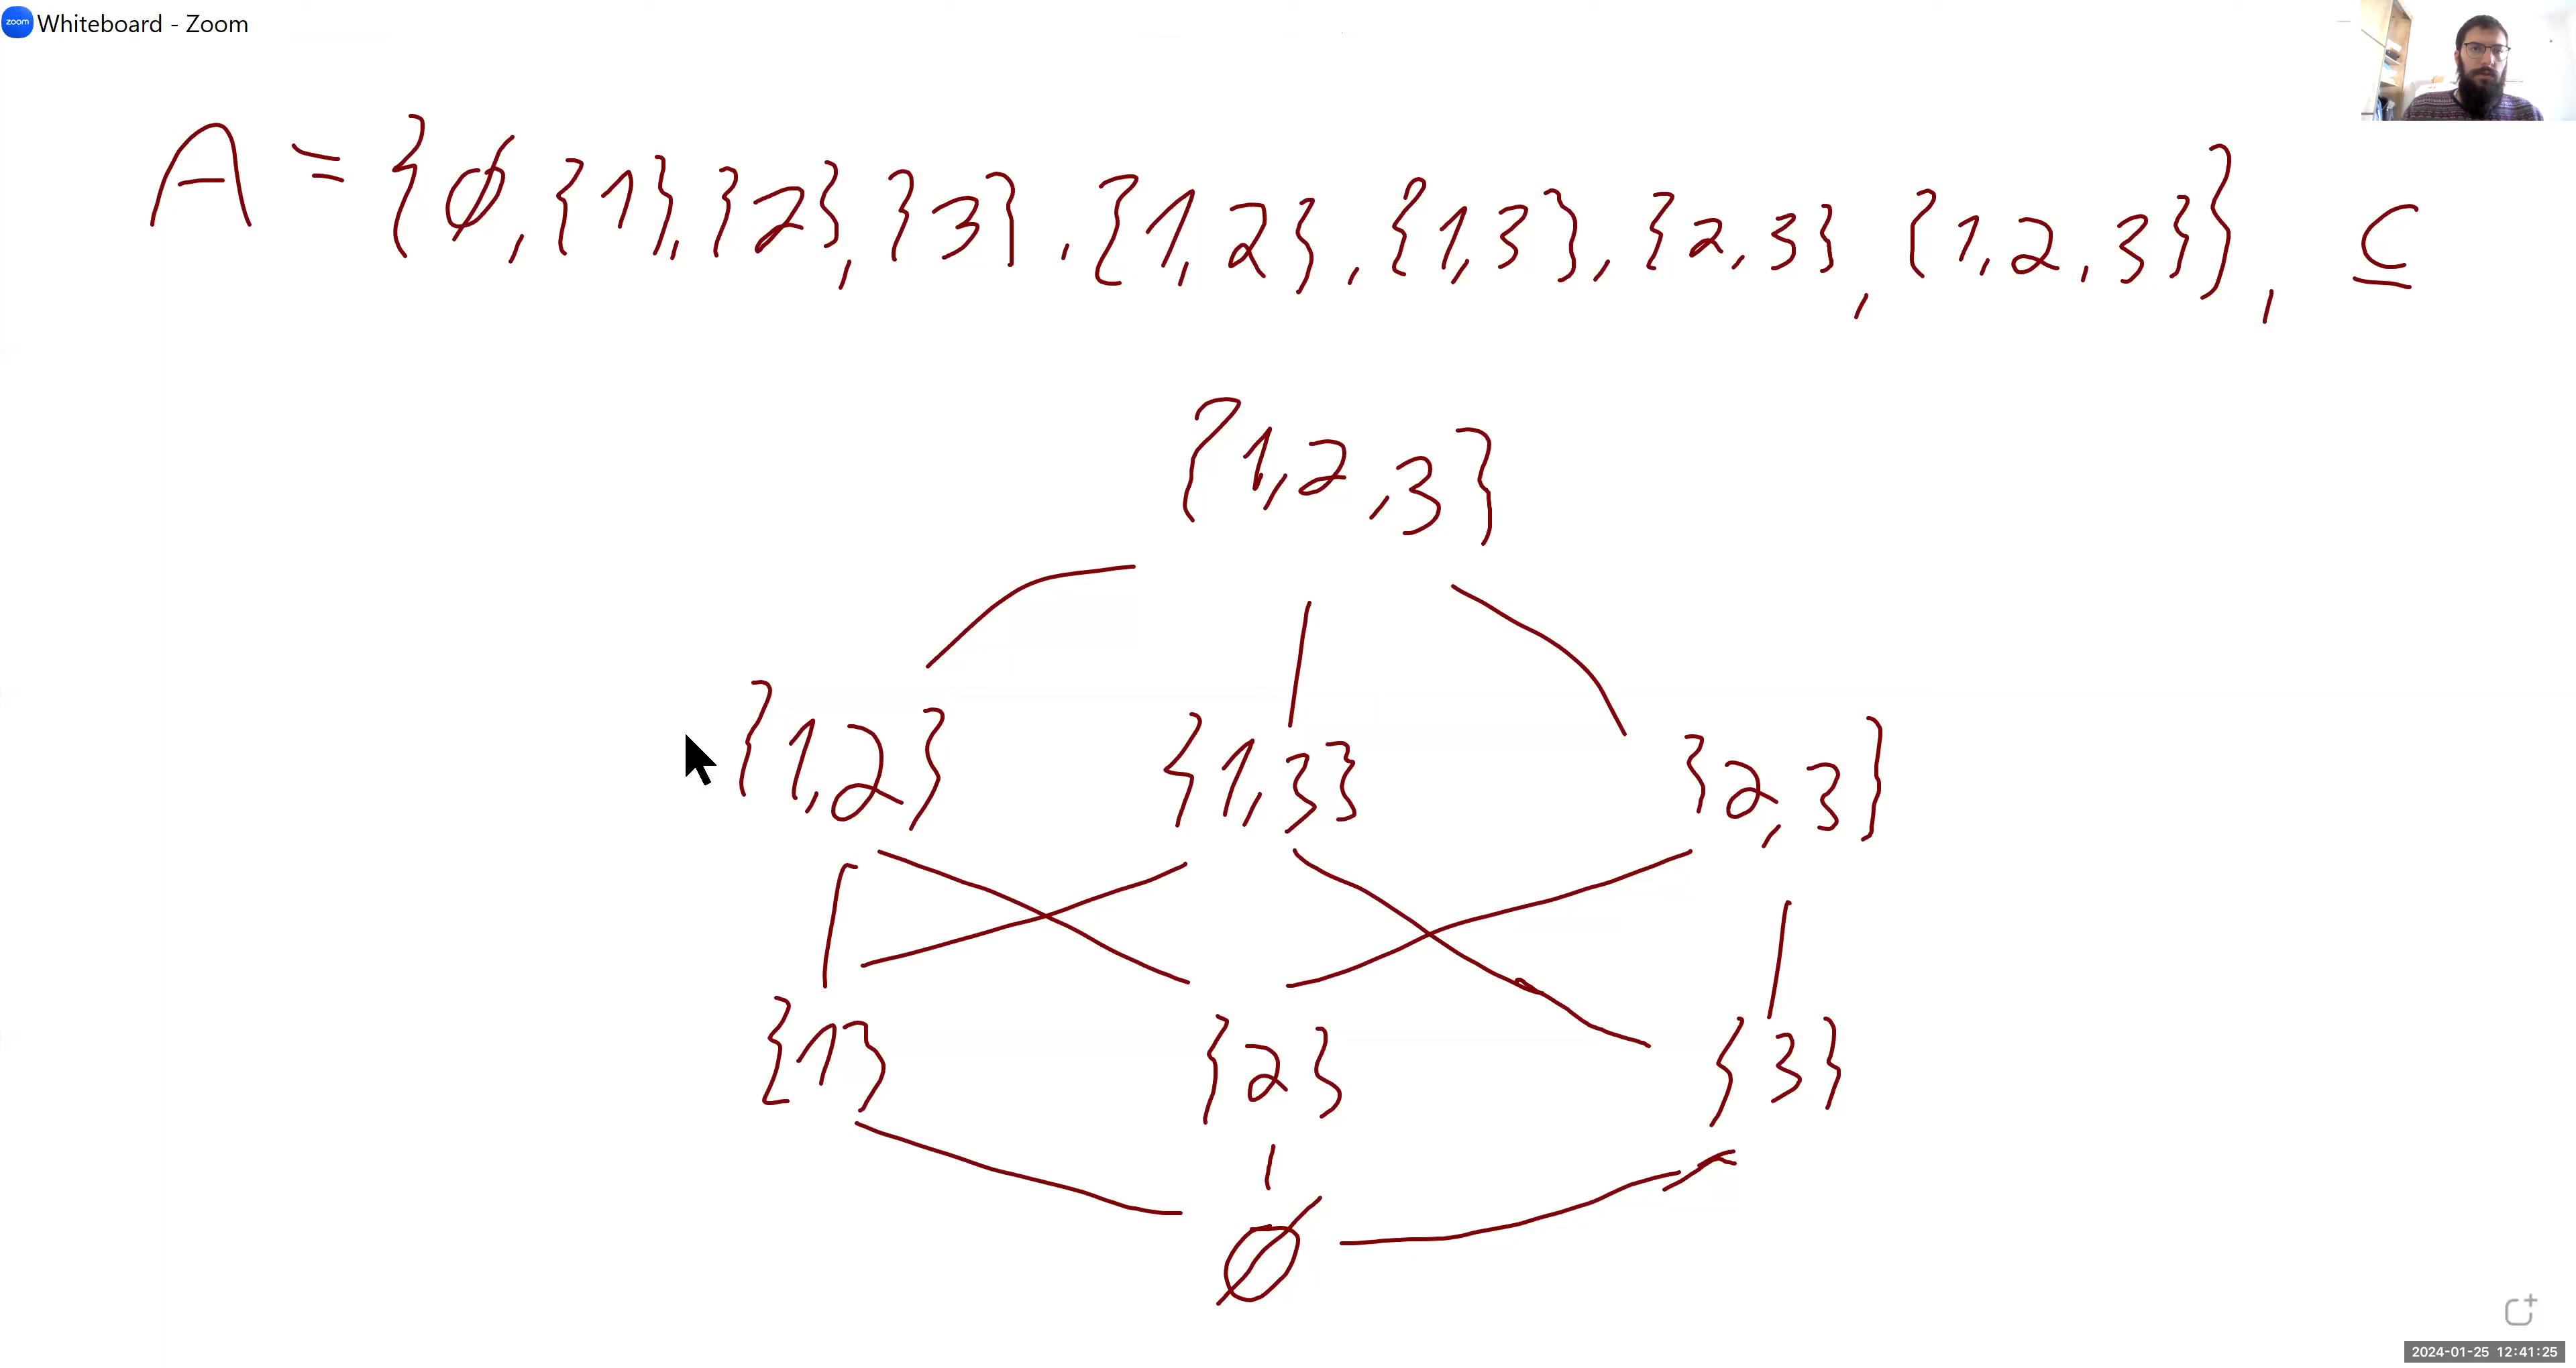 zoom Whiteboard - Zoom
A = {∅, {1}, {2}, {3}, {1,2}, {1,3}, {2,3}, {1,2,3}}, ⊆
{1,2,3}
{1,2} {1,3} {2,3}
{1} {2} {3}
∅
2024-01-25 12:41:25